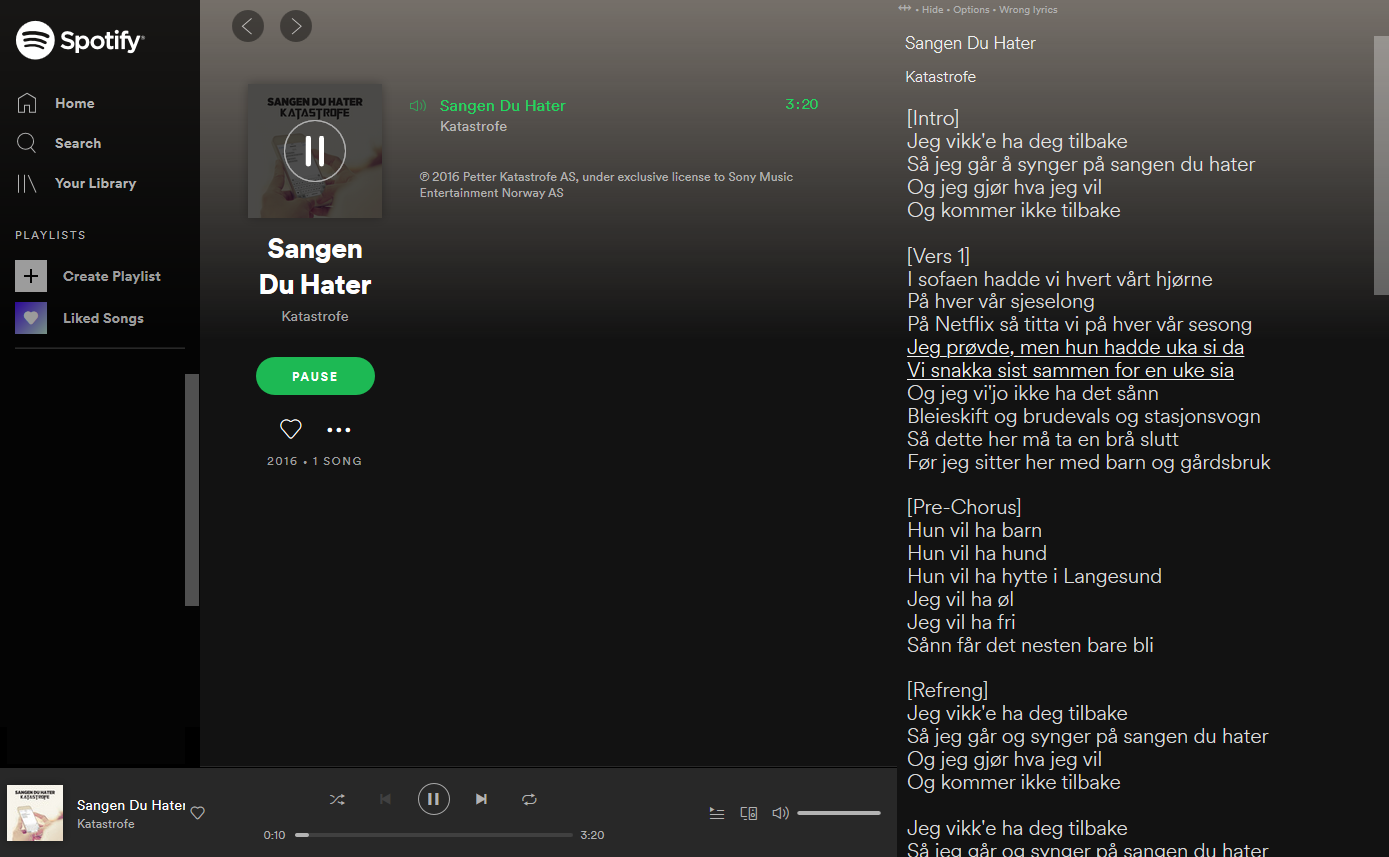 Spotify
Home
Search
Your Library
PLAYLISTS
Create Playlist
Liked Songs
SANGEN DU HATER
KATASTROFE
Sangen Du Hater
3:20
Katastrofe
℗ 2016 Petter Katastrofe AS, under exclusive license to Sony Music
Entertainment Norway AS
Sangen
Du Hater
Katastrofe
PAUSE
2016 • 1 SONG
• Hide • Options • Wrong lyrics
Sangen Du Hater
Katastrofe
[Intro]
Jeg vikk'e ha deg tilbake
Så jeg går å synger på sangen du hater
Og jeg gjør hva jeg vil
Og kommer ikke tilbake
[Vers 1]
I sofaen hadde vi hvert vårt hjørne
På hver vår sjeselong
På Netflix så titta vi på hver vår sesong
Jeg prøvde, men hun hadde uka si da
Vi snakka sist sammen for en uke sia
Og jeg vi'jo ikke ha det sånn
Bleieskift og brudevals og stasjonsvogn
Så dette her må ta en brå slutt
Før jeg sitter her med barn og gårdsbruk
[Pre-Chorus]
Hun vil ha barn
Hun vil ha hund
Hun vil ha hytte i Langesund
Jeg vil ha øl
Jeg vil ha fri
Sånn får det nesten bare bli
[Refreng]
Jeg vikk'e ha deg tilbake
Så jeg går og synger på sangen du hater
Og jeg gjør hva jeg vil
Og kommer ikke tilbake
Jeg vikk'e ha deg tilbake
Så jeg går og synger på sangen du hater
SANGEN DU HATER
KATASTROFE
Sangen Du Hater
Katastrofe
0:10
3:20